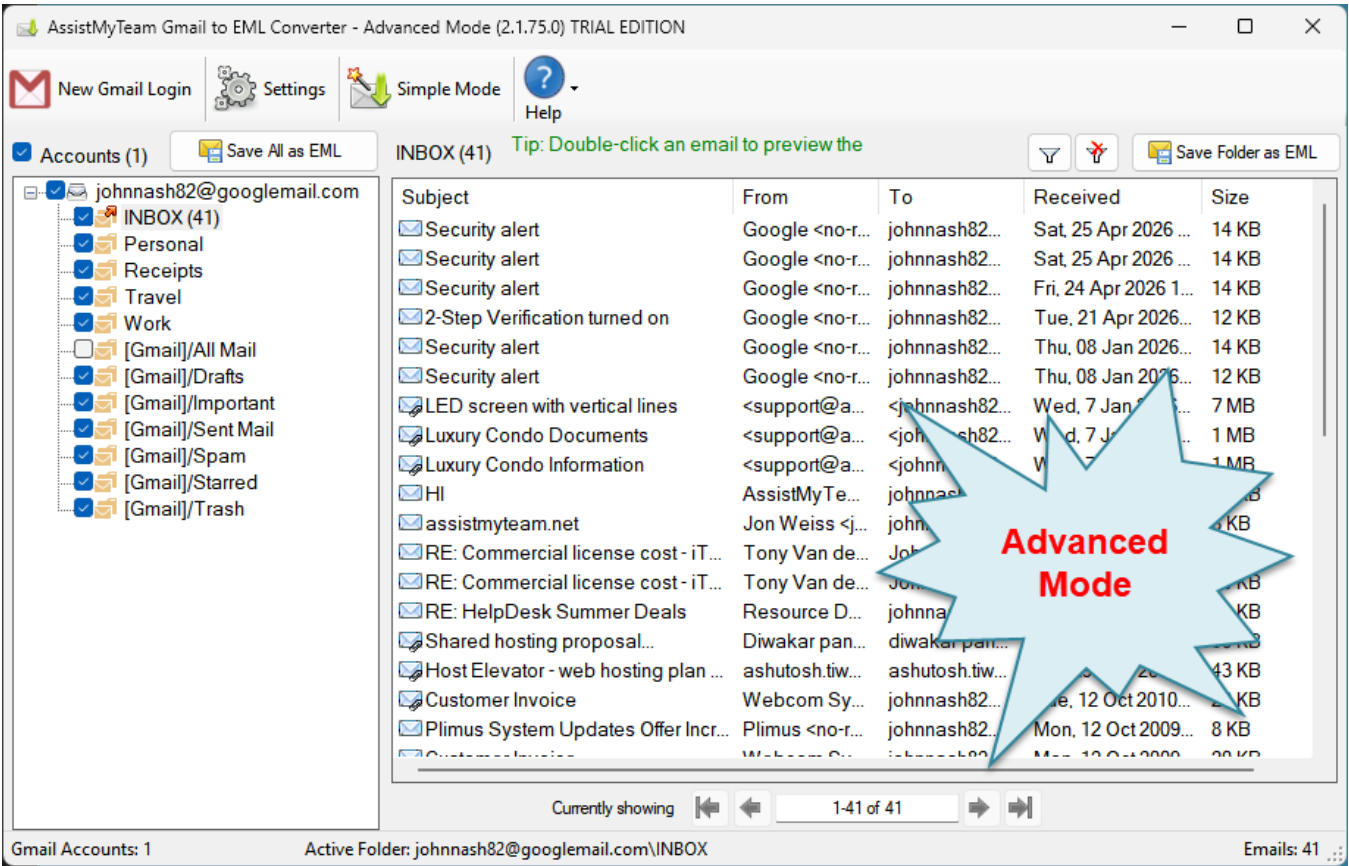 AssistMyTeam Gmail to EML Converter - Advanced Mode (2.1.75.0) TRIAL EDITION
New Gmail Login Settings Simple Mode Help
Accounts (1) Save All as EML
johnnash82@googlemail.com
INBOX (41)
Personal
Receipts
Travel
Work
[Gmail]/All Mail
[Gmail]/Drafts
[Gmail]/Important
[Gmail]/Sent Mail
[Gmail]/Spam
[Gmail]/Starred
[Gmail]/Trash
INBOX (41) Tip: Double-click an email to preview the Save Folder as EML
Subject From To Received Size
Security alert Google <no-r... johnnash82... Sat, 25 Apr 2026 ... 14 KB
Security alert Google <no-r... johnnash82... Sat, 25 Apr 2026 ... 14 KB
Security alert Google <no-r... johnnash82... Fri, 24 Apr 2026 1... 14 KB
2-Step Verification turned on Google <no-r... johnnash82... Tue, 21 Apr 2026... 12 KB
Security alert Google <no-r... johnnash82... Thu, 08 Jan 2026... 14 KB
Security alert Google <no-r... johnnash82... Thu, 08 Jan 2026... 12 KB
LED screen with vertical lines <support@a... <johnnash82... Wed, 7 Jan 7 MB
Luxury Condo Documents <support@a... 1 MB
Luxury Condo Information <support@a... 1 MB
HI AssistMyTe...
assistmyteam.net Jon Weiss <j... KB
RE: Commercial license cost - iT... Tony Van de...
RE: Commercial license cost - iT... Tony Van de... KB
RE: HelpDesk Summer Deals Resource D... KB
Shared hosting proposal... Diwakar pan... diwakar pan...
Host Elevator - web hosting plan ... ashutosh.tiw... ashutosh.tiw... 43 KB
Customer Invoice Webcom Sy... johnnash82... 12 Oct 2010... KB
Plimus System Updates Offer Incr... Plimus <no-r... johnnash82... Mon, 12 Oct 2009... 8 KB
Advanced
Mode
Currently showing 1-41 of 41
Gmail Accounts: 1 Active Folder: johnnash82@googlemail.com\INBOX Emails: 41